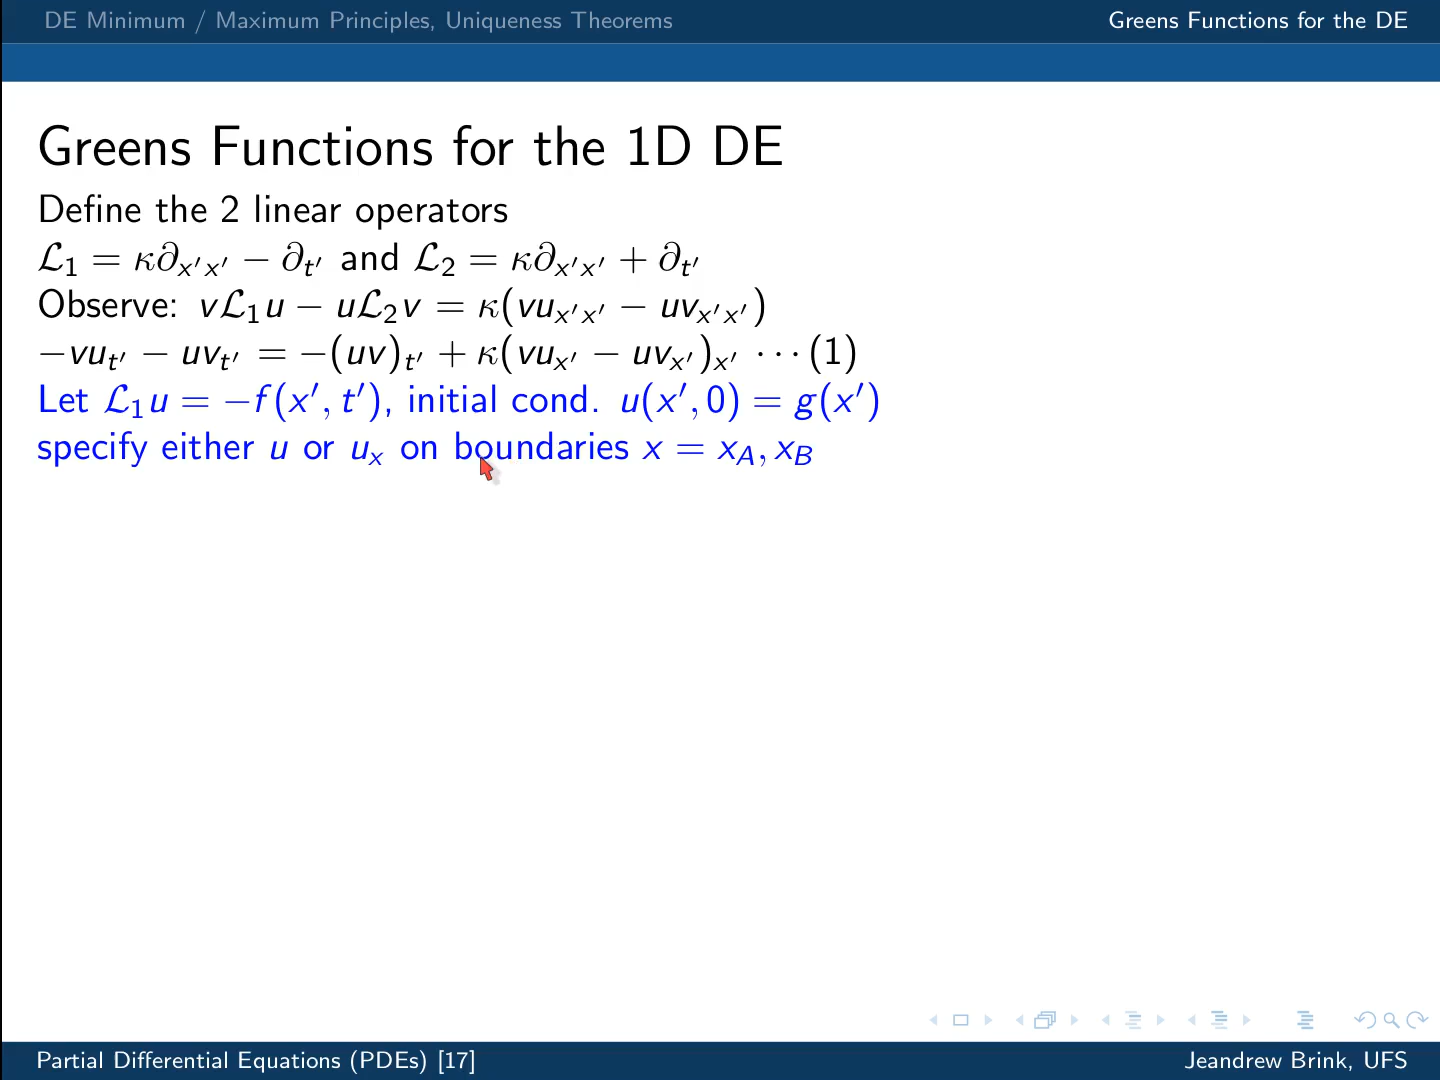 DE Minimum / Maximum Principles, Uniqueness Theorems Greens Functions for the DE
Greens Functions for the 1D DE
Define the 2 linear operators
ℒ₁ = κ∂ₓ′ₓ′ − ∂ₜ′ and ℒ₂ = κ∂ₓ′ₓ′ + ∂ₜ′
Observe: vℒ₁u − uℒ₂v = κ(vuₓ′ₓ′ − uvₓ′ₓ′)
−vuₜ′ − uvₜ′ = −(uv)ₜ′ + κ(vuₓ′ − uvₓ′)ₓ′ ⋯ (1)
Let ℒ₁u = −f(x′, t′), initial cond. u(x′, 0) = g(x′)
specify either u or uₓ on boundaries x = x_A, x_B
Partial Differential Equations (PDEs) [17] Jeandrew Brink, UFS